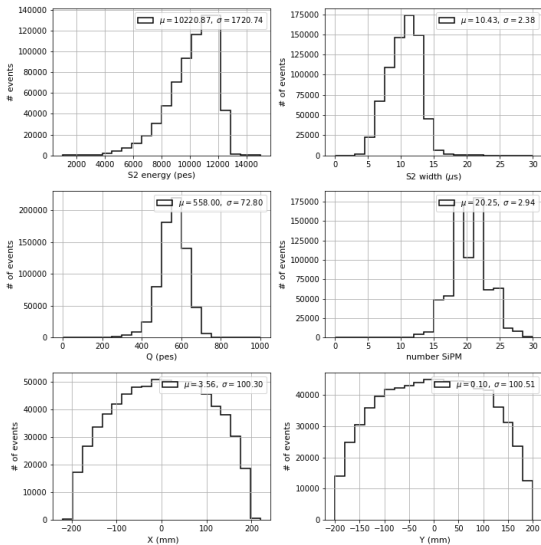 140000
120000
100000
80000
60000
40000
20000
0
# events
μ = 10220.87, σ = 1720.74
2000 4000 6000 8000 10000 12000 14000
S2 energy (pes)
175000
150000
125000
100000
75000
50000
25000
0
# of events
μ = 10.43, σ = 2.38
0 5 10 15 20 25 30
S2 width (μs)
200000
150000
100000
50000
0
# of events
μ = 558.00, σ = 72.80
0 200 400 600 800 1000
Q (pes)
175000
150000
125000
100000
75000
50000
25000
0
# of events
μ = 20.25, σ = 2.94
0 5 10 15 20 25 30
number SiPM
50000
40000
30000
20000
10000
0
# of events
μ = 3.56, σ = 100.30
−200 −100 0 100 200
X (mm)
40000
30000
20000
10000
0
# of events
μ = 0.10, σ = 100.51
−200 −150 −100 −50 0 50 100 150 200
Y (mm)